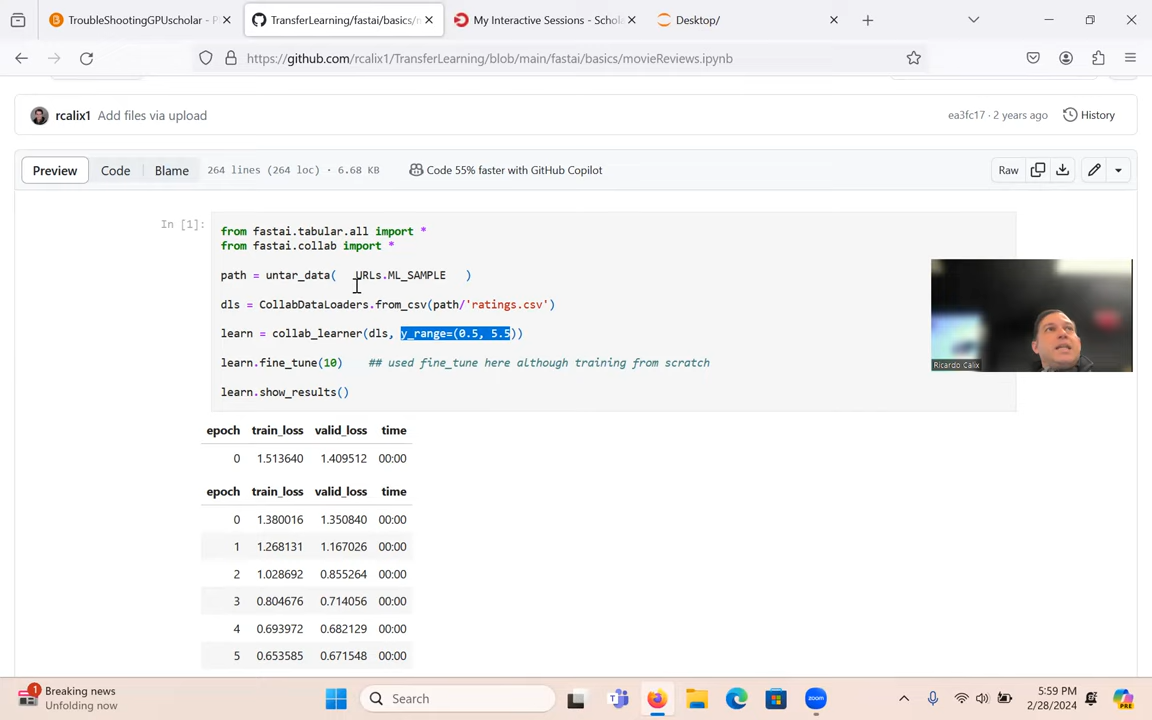 TroubleShootingGPUscholar - P
TransferLearning/fastai/basics/m
My Interactive Sessions - Schol
Desktop/
https://github.com/rcalix1/TransferLearning/blob/main/fastai/basics/movieReviews.ipynb
rcalix1 Add files via upload
ea3fc17 · 2 years ago
History
Preview
Code
Blame
264 lines (264 loc) · 6.68 KB
Code 55% faster with GitHub Copilot
Raw
In [1]:
from fastai.tabular.all import *
from fastai.collab import *
path = untar_data( URLs.ML_SAMPLE )
dls = CollabDataLoaders.from_csv(path/'ratings.csv')
learn = collab_learner(dls, y_range=(0.5, 5.5))
learn.fine_tune(10) ## used fine_tune here although training from scratch
learn.show_results()
epoch train_loss valid_loss time
0 1.513640 1.409512 00:00
epoch train_loss valid_loss time
0 1.380016 1.350840 00:00
1 1.268131 1.167026 00:00
2 1.028692 0.855264 00:00
3 0.804676 0.714056 00:00
4 0.693972 0.682129 00:00
5 0.653585 0.671548 00:00
Ricardo Calix
1
Breaking news
Unfolding now
Search
zoom
5:59 PM
2/28/2024
PRE